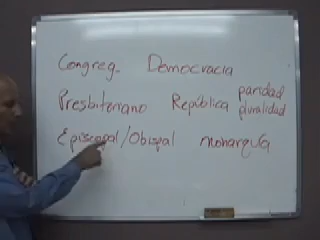 Congreg. Democracia
paridad
Presbiteriano República pluralidad
Episcopal/Obispal monarquía